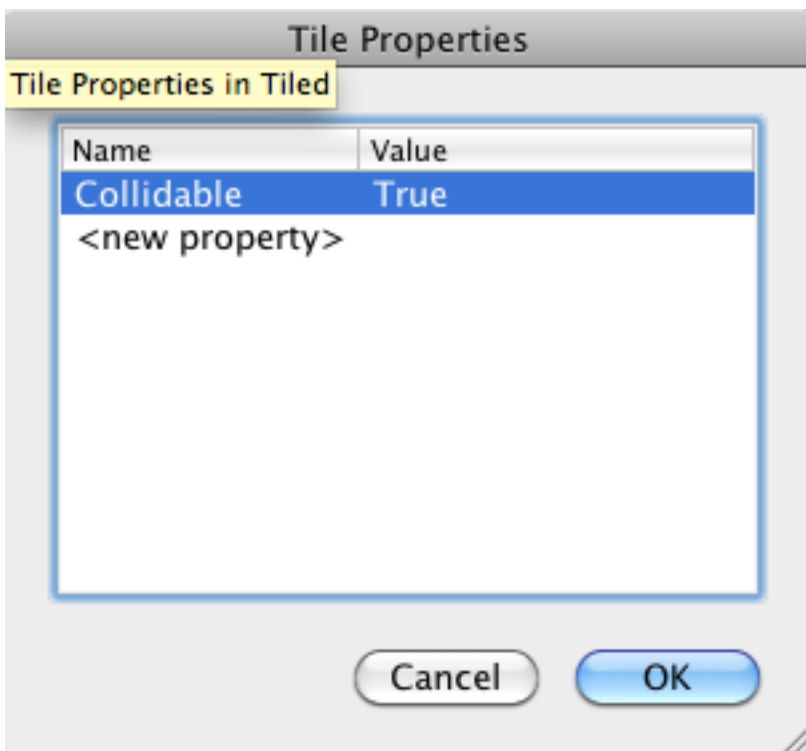 Tile Properties
Tile Properties in Tiled
Name Value
Collidable True
<new property>
Cancel OK